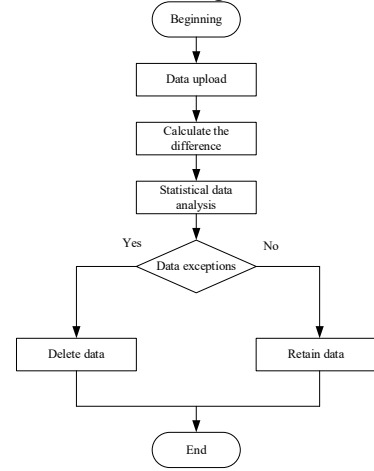 Beginning
Data upload
Calculate the
difference
Statistical data
analysis
Yes
No
Data exceptions
Delete data
Retain data
End